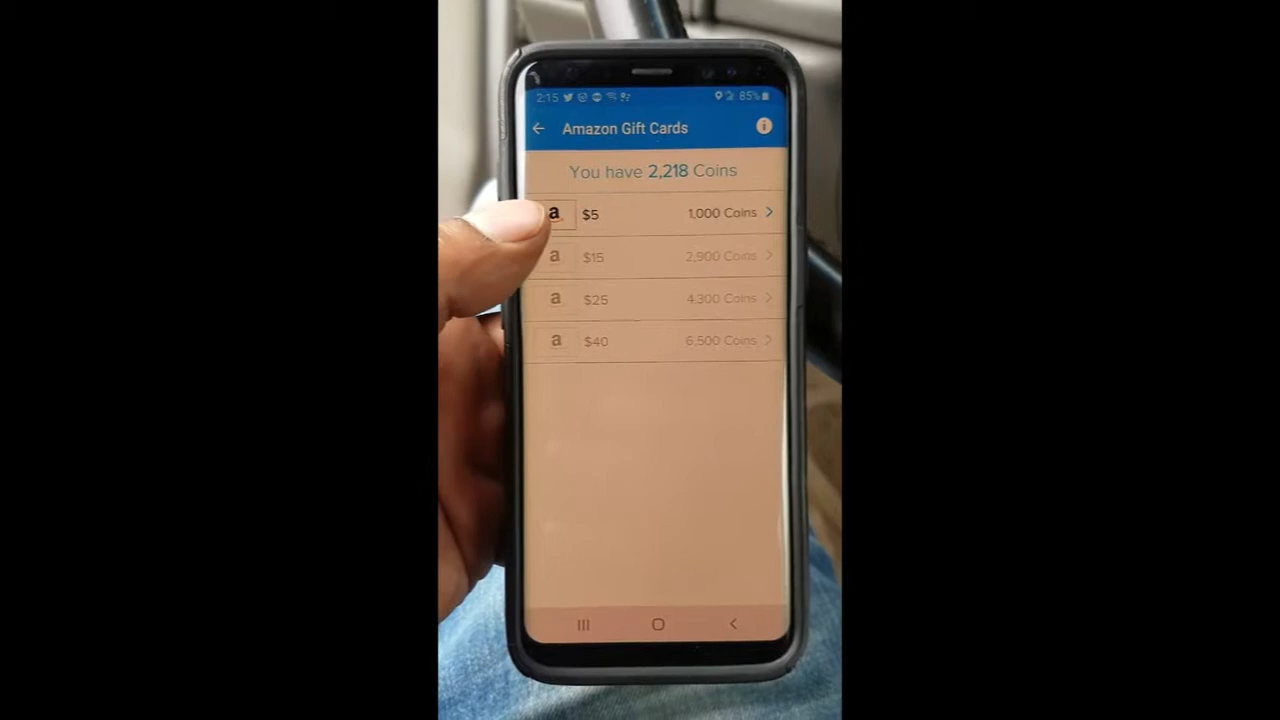 2:15 85%
Amazon Gift Cards
You have 2,218 Coins
a $5 1,000 Coins
a $15 2,900 Coins
a $25 4,300 Coins
a $40 6,500 Coins